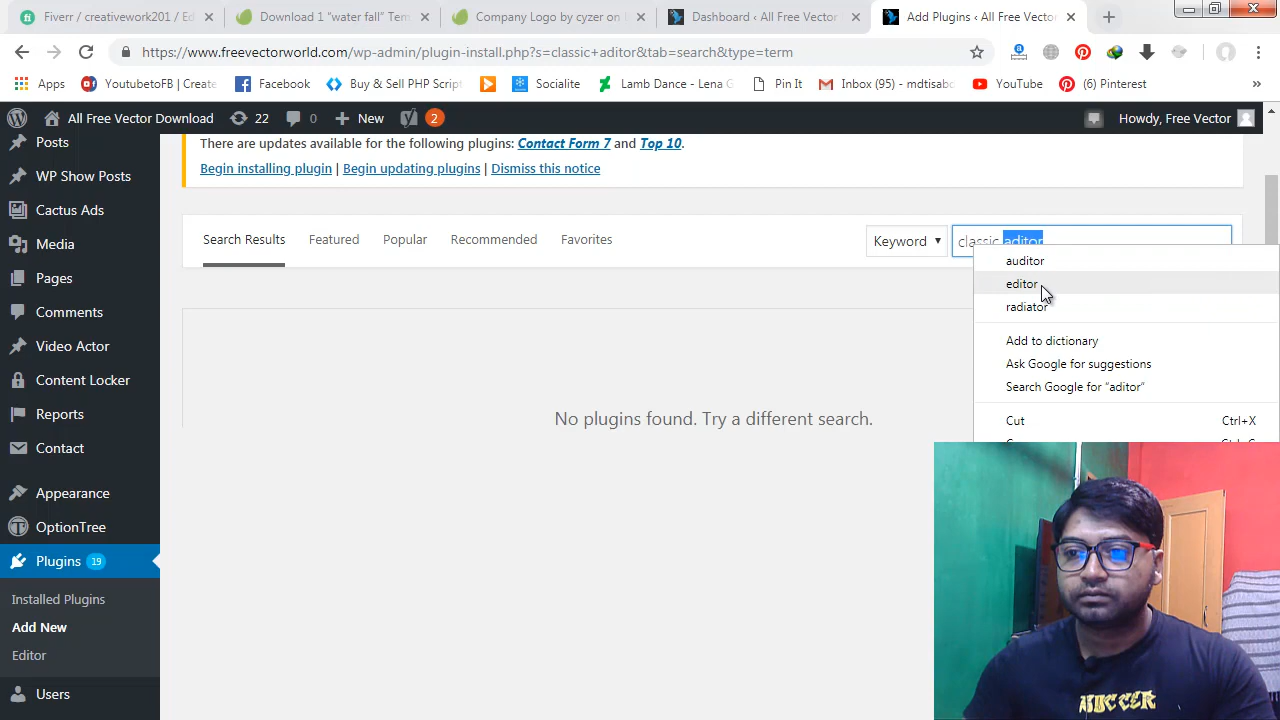 Fiverr / creativework201 / Ea
Download 1 "water fall" Tem
Company Logo by cyzer on
Dashboard ‹ All Free Vector
Add Plugins ‹ All Free Vector
https://www.freevectorworld.com/wp-admin/plugin-install.php?s=classic+aditor&tab=search&type=term
Apps
YoutubetoFB | Create
Facebook
Buy & Sell PHP Script
Socialite
Lamb Dance - Lena G
Pin It
Inbox (95) - mdtisab
YouTube
(6) Pinterest
»
All Free Vector Download
22
0
New
2
Howdy, Free Vector
Posts
WP Show Posts
Cactus Ads
Media
Pages
Comments
Video Actor
Content Locker
Reports
Contact
Appearance
OptionTree
Plugins 19
Installed Plugins
Add New
Editor
Users
There are updates available for the following plugins: Contact Form 7 and Top 10.
Begin installing plugin | Begin updating plugins | Dismiss this notice
Search Results
Featured
Popular
Recommended
Favorites
Keyword
classic aditor
auditor
editor
radiator
Add to dictionary
Ask Google for suggestions
Search Google for "aditor"
Cut Ctrl+X
No plugins found. Try a different search.